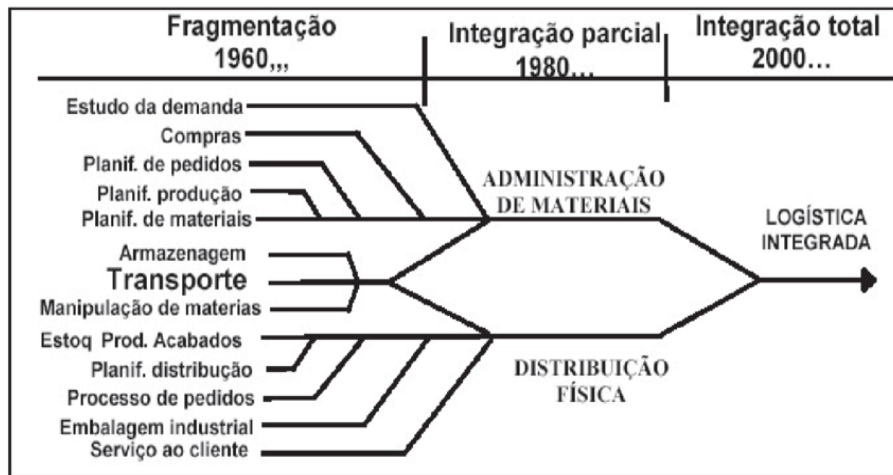 Fragmentação
1960,,,
Integração parcial
1980...
Integração total
2000...
Estudo da demanda
Compras
Planif. de pedidos
Planif. produção
Planif. de materiais
Armazenagem
Transporte
Manipulação de materias
Estoq Prod. Acabados
Planif. distribução
Processo de pedidos
Embalagem industrial
Serviço ao cliente
ADMINISTRAÇÃO
DE MATERIAIS
DISTRIBUIÇÃO
FÍSICA
LOGÍSTICA
INTEGRADA